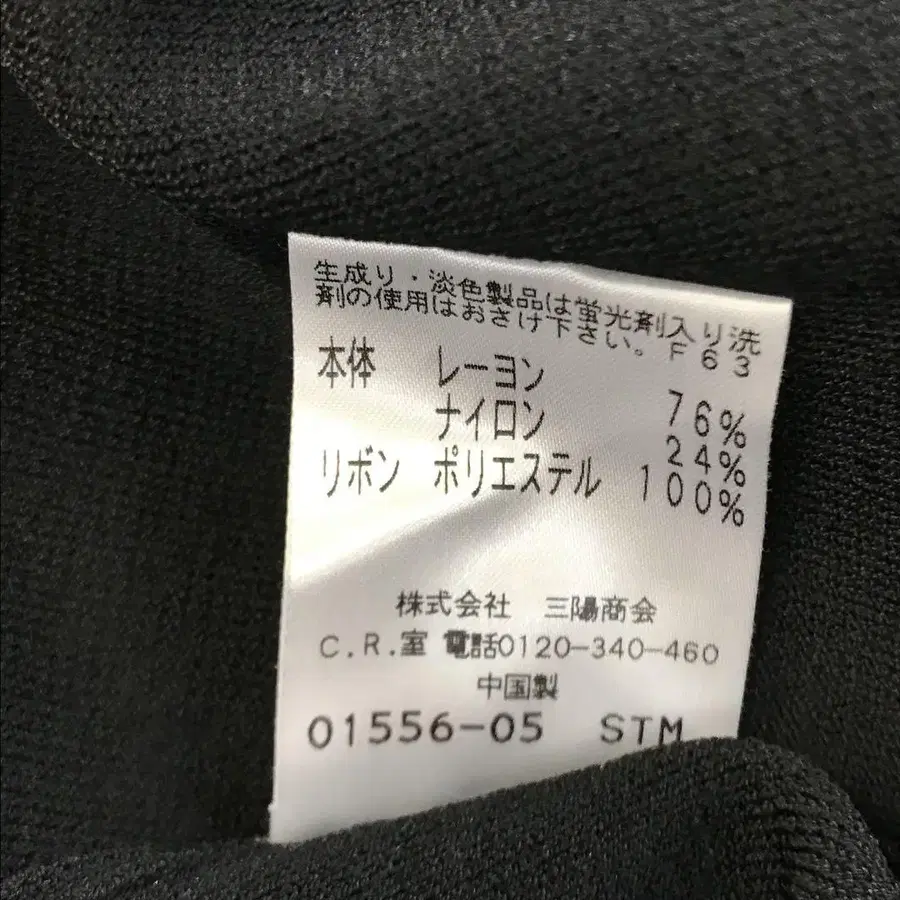 生成り・淡色製品は蛍光剤入り洗
剤の使用はおさけ下さい。F63
本体 レーヨン 76%
ナイロン 24%
リボン ポリエステル 100%
株式会社 三陽商会
C.R.室 電話0120-340-460
中国製
01556-05 STM